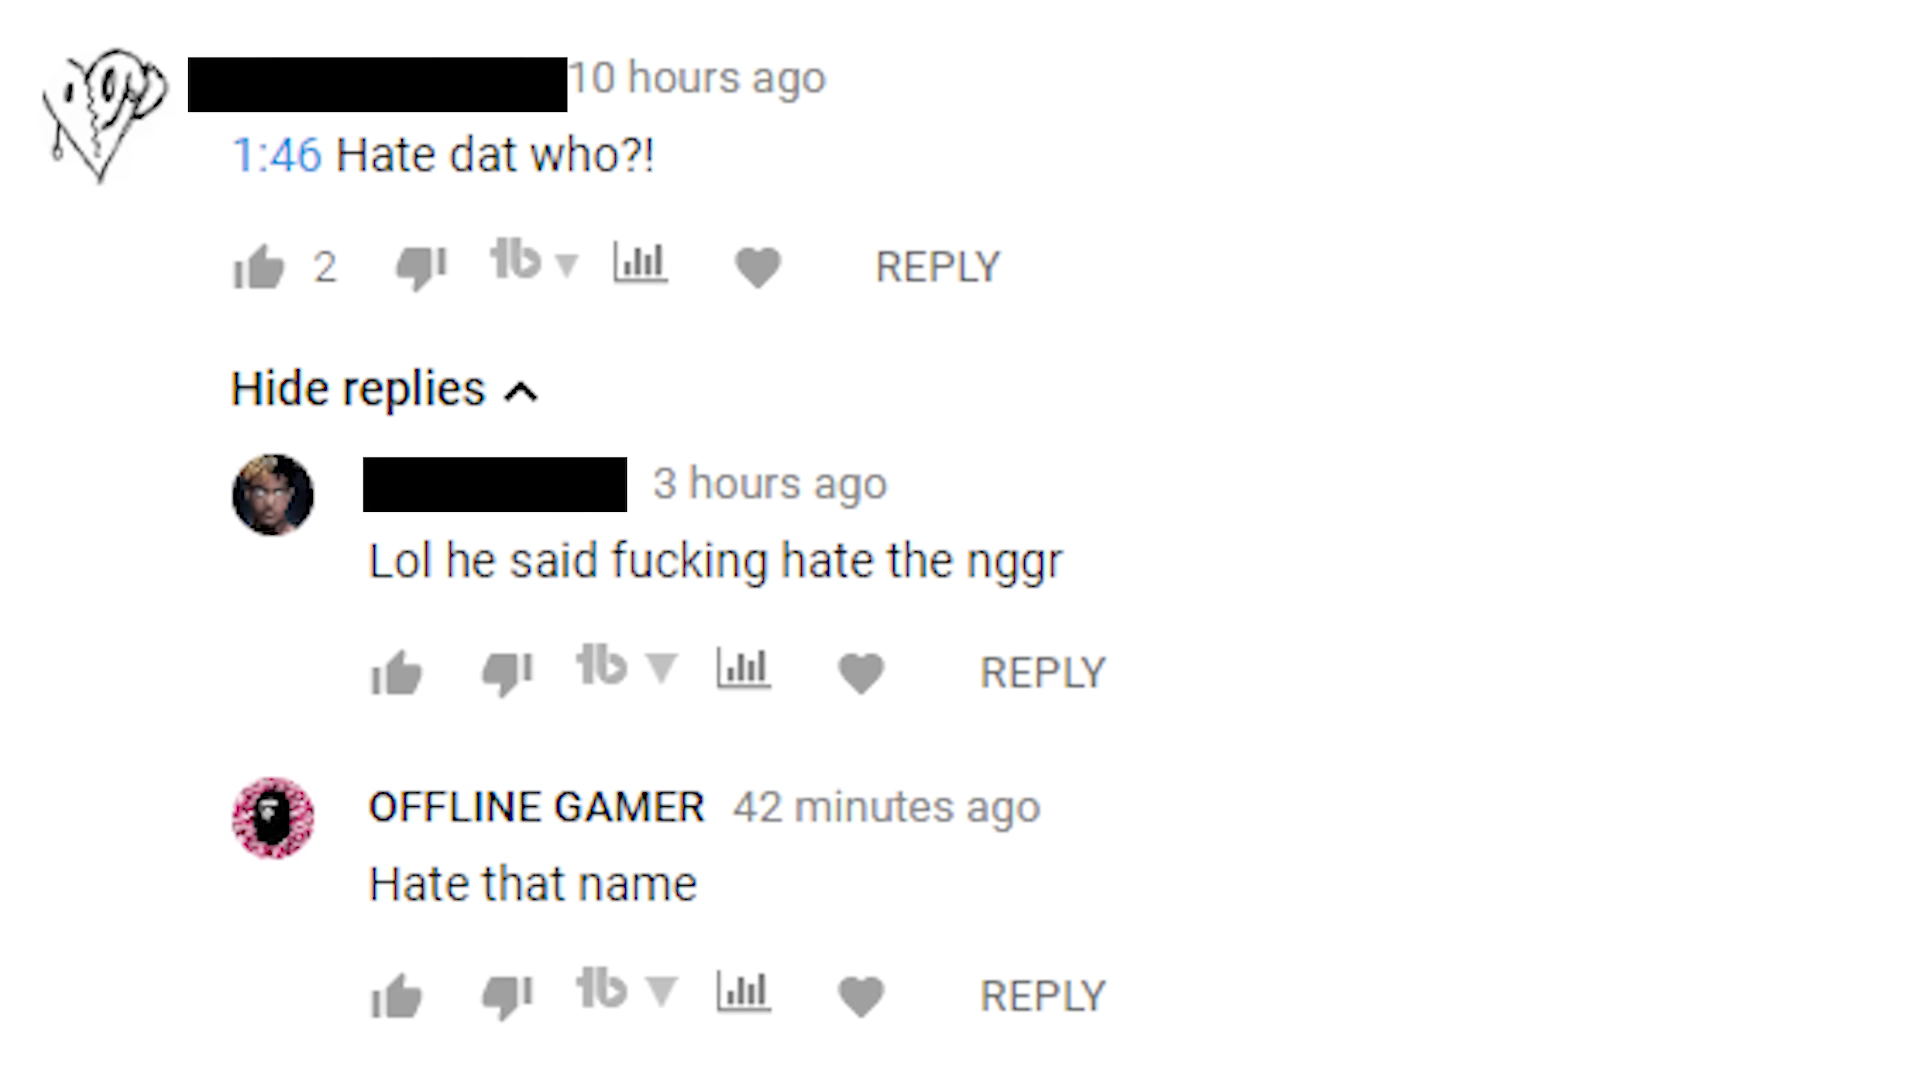 10 hours ago
1:46 Hate dat who?!
2 REPLY
Hide replies
3 hours ago
Lol he said fucking hate the nggr
REPLY
OFFLINE GAMER 42 minutes ago
Hate that name
REPLY